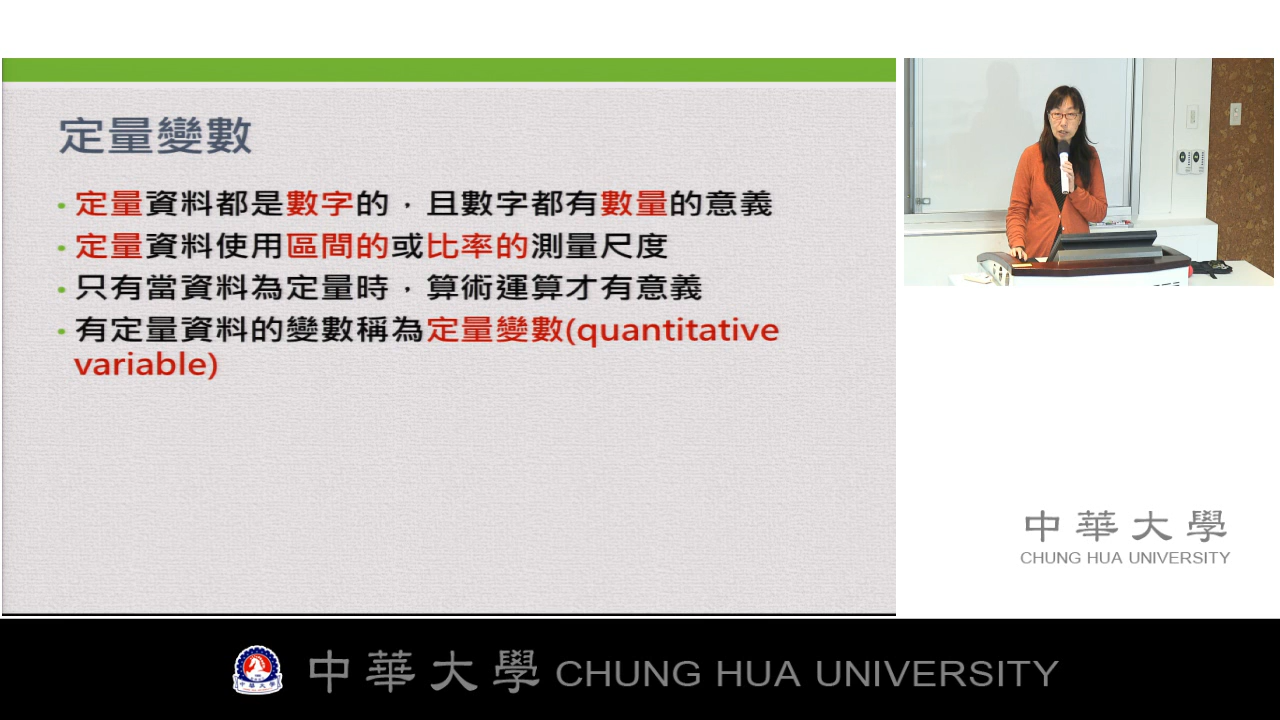 定量變數
• 定量資料都是數字的，且數字都有數量的意義
• 定量資料使用區間的或比率的測量尺度
• 只有當資料為定量時，算術運算才有意義
• 有定量資料的變數稱為定量變數(quantitative
variable)
中華大學
CHUNG HUA UNIVERSITY
中華大學 CHUNG HUA UNIVERSITY